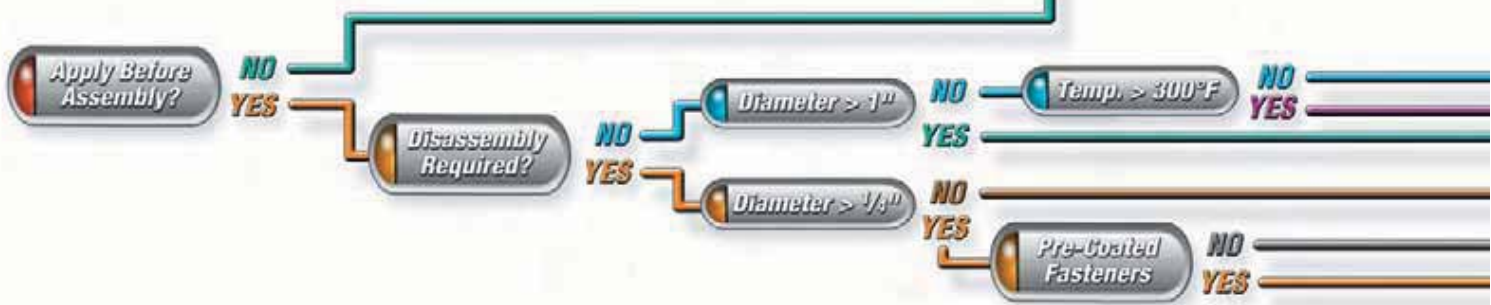 Apply Before
Assembly?
NO
YES
Disassembly
Required?
NO
YES
Diameter > 1"
NO
YES
Temp. > 300°F
NO
YES
Diameter > 1/4"
NO
YES
Pre-Coated
Fasteners
NO
YES